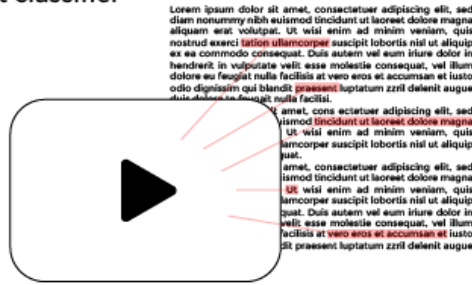 Lorem ipsum dolor sit amet, consectetuer adipiscing elit, sed
diam nonummy nibh euismod tincidunt ut laoreet dolore magna
aliquam erat volutpat. Ut wisi enim ad minim veniam, quis
nostrud exerci tation ullamcorper suscipit lobortis nisl ut aliquip
ex ea commodo consequat. Duis autem vel eum iriure dolor in
hendrerit in vulputate velit esse molestie consequat, vel illum
dolore eu feugiat nulla facilisis at vero eros et accumsan et iusto
odio dignissim qui blandit praesent luptatum zzril delenit augue
duis dolore te feugait nulla facilisi.
amet, cons ectetuer adipiscing elit, sed
tincidunt ut laoreet dolore magna
Ut wisi enim ad minim veniam, quis
suscipit lobortis nisl ut aliquip
amet, consectetuer adipiscing elit, sed
tincidunt ut laoreet dolore magna
Ut wisi enim ad minim veniam, quis
suscipit lobortis nisl ut aliquip
Duis autem vel eum iriure dolor in
velit esse molestie consequat, vel illum
at vero eros et accumsan et iusto
praesent luptatum zzril delenit augue